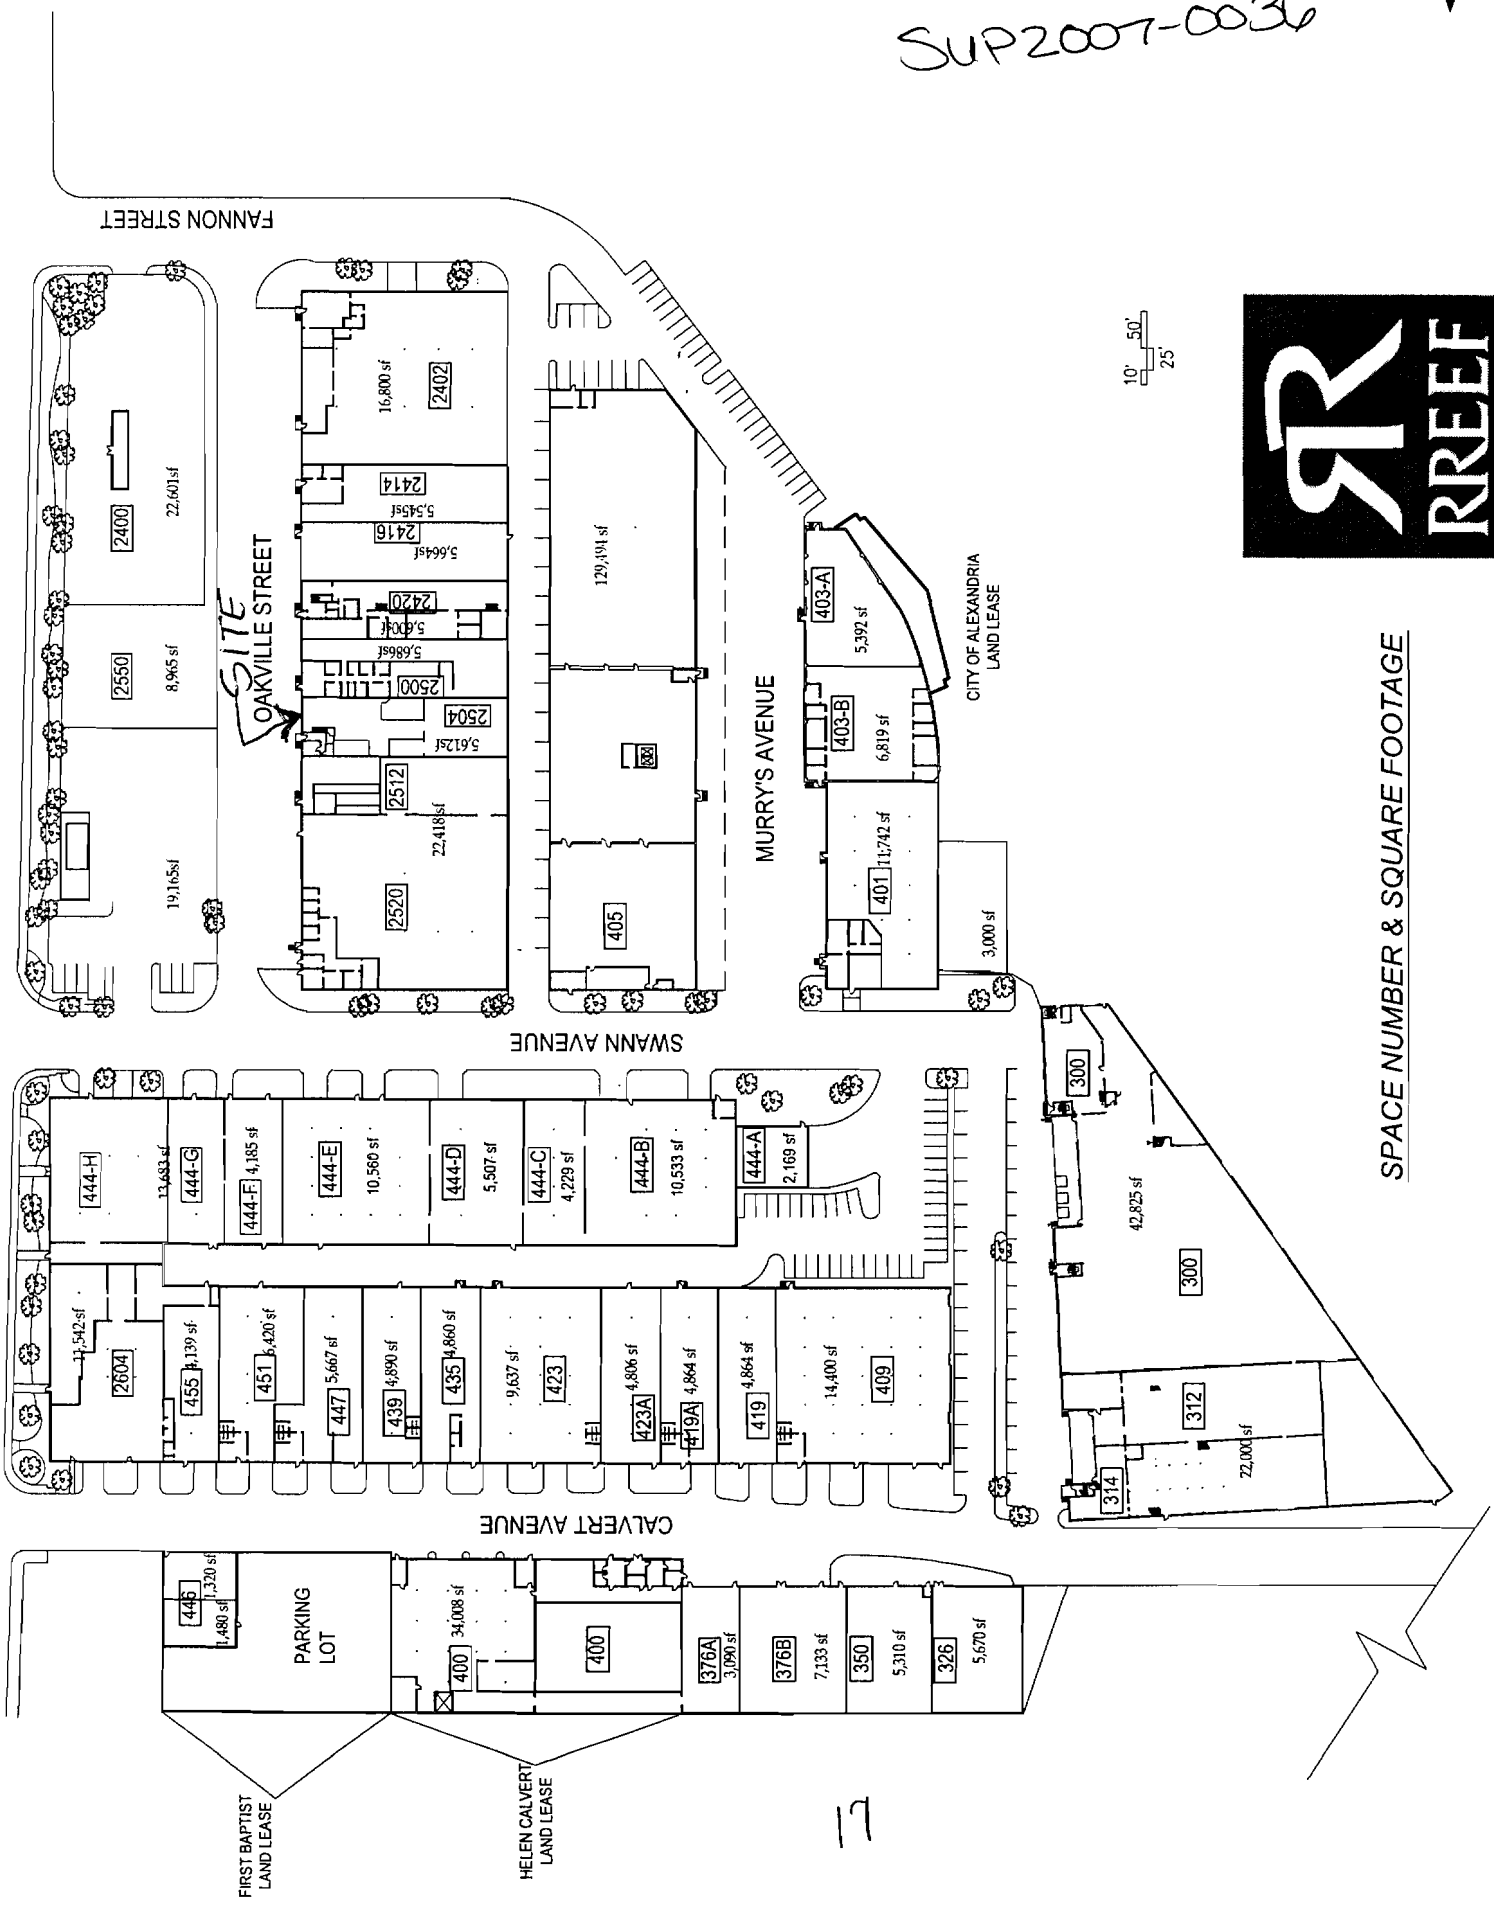 SUP2007-0036
FANNON STREET
2400
22,601sf
2550
8,965 sf
19,165sf
SITE
OAKVILLE STREET
2402
16,800 sf
2414
5,545sf
2416
5,664sf
2420
5,600sf
2500
5,686sf
2504
5,612sf
2512
2520
22,418 sf
129,494 sf
405
MURRY'S AVENUE
403-A
5,392 sf
403-B
6,819 sf
401
11,742 sf
3,000 sf
CITY OF ALEXANDRIA
LAND LEASE
10' 50'
25'
RREEF
SPACE NUMBER & SQUARE FOOTAGE
SWANN AVENUE
444-H
13,683 sf
444-G
444-F
4,185 sf
444-E
10,560 sf
444-D
5,507 sf
444-C
4,229 sf
444-B
10,533 sf
444-A
2,169 sf
2604
11,542 sf
455
4,139 sf
451
6,420 sf
447
5,667 sf
439
4,890 sf
435
4,860 sf
423
9,637 sf
423A
4,806 sf
419A
4,864 sf
419
4,864 sf
409
14,400 sf
300
42,825 sf
300
312
314
22,000 sf
CALVERT AVENUE
446
1,320 sf
1,480 sf
PARKING
LOT
400
34,008 sf
400
376A
3,090 sf
376B
7,133 sf
350
5,310 sf
326
5,670 sf
FIRST BAPTIST
LAND LEASE
HELEN CALVERT
LAND LEASE
17